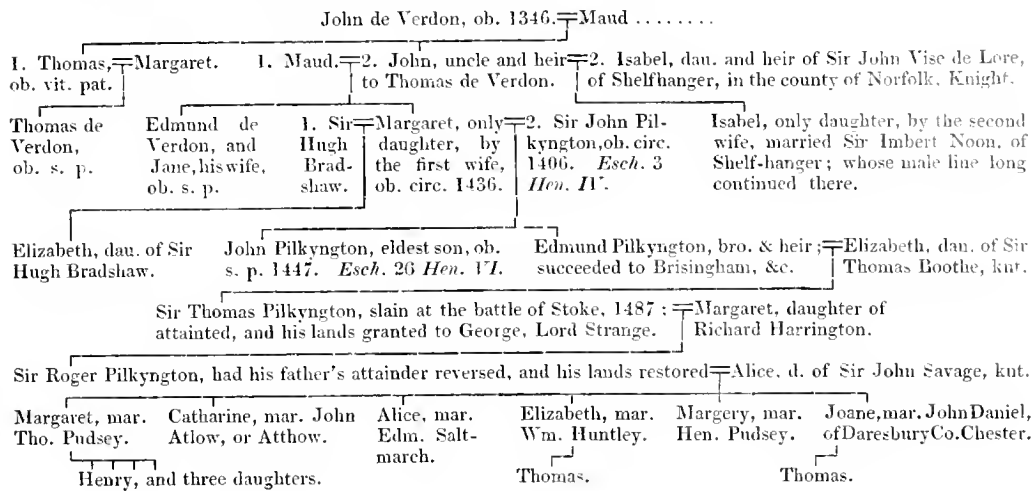 John de Verdon, ob. 1346.=Maud ........
1. Thomas,=Margaret. 1. Maud.=2. John, uncle and heir=2. Isabel, dau. and heir of Sir John Vise de Lore,
ob. vit. pat. to Thomas de Verdon. of Shelfhanger, in the county of Norfolk, Knight.
Thomas de Edmund de 1. Sir=Margaret, only=2. Sir John Pil- Isabel, only daughter, by the second
Verdon, Verdon, and Hugh daughter, by kyngton, ob. circ. wife, married Sir Imbert Noon, of
ob. s. p. Jane, his wife, Brad- the first wife, 1406. Esch. 3 Shelf-hanger; whose male line long
ob. s. p. shaw. ob. circ. 1436. Hen. IV. continued there.
Elizabeth, dau. of Sir John Pilkyngton, eldest son, ob. Edmund Pilkyngton, bro. & heir;=Elizabeth, dau. of Sir
Hugh Bradshaw. s. p. 1447. Esch. 26 Hen. VI. succeeded to Brisingham, &c. Thomas Boothe, knt.
Sir Thomas Pilkyngton, slain at the battle of Stoke, 1487:=Margaret, daughter of
attainted, and his lands granted to George, Lord Strange. Richard Harrington.
Sir Roger Pilkyngton, had his father's attainder reversed, and his lands restored=Alice, d. of Sir John Savage, knt.
Margaret, mar. Catharine, mar. John Alice, mar. Elizabeth, mar. Margery, mar. Joane, mar. John Daniel,
Tho. Pudsey. Atlow, or Atthow. Edm. Salt- Wm. Huntley. Hen. Pudsey. of Daresbury Co. Chester.
march.
Henry, and three daughters. Thomas. Thomas.